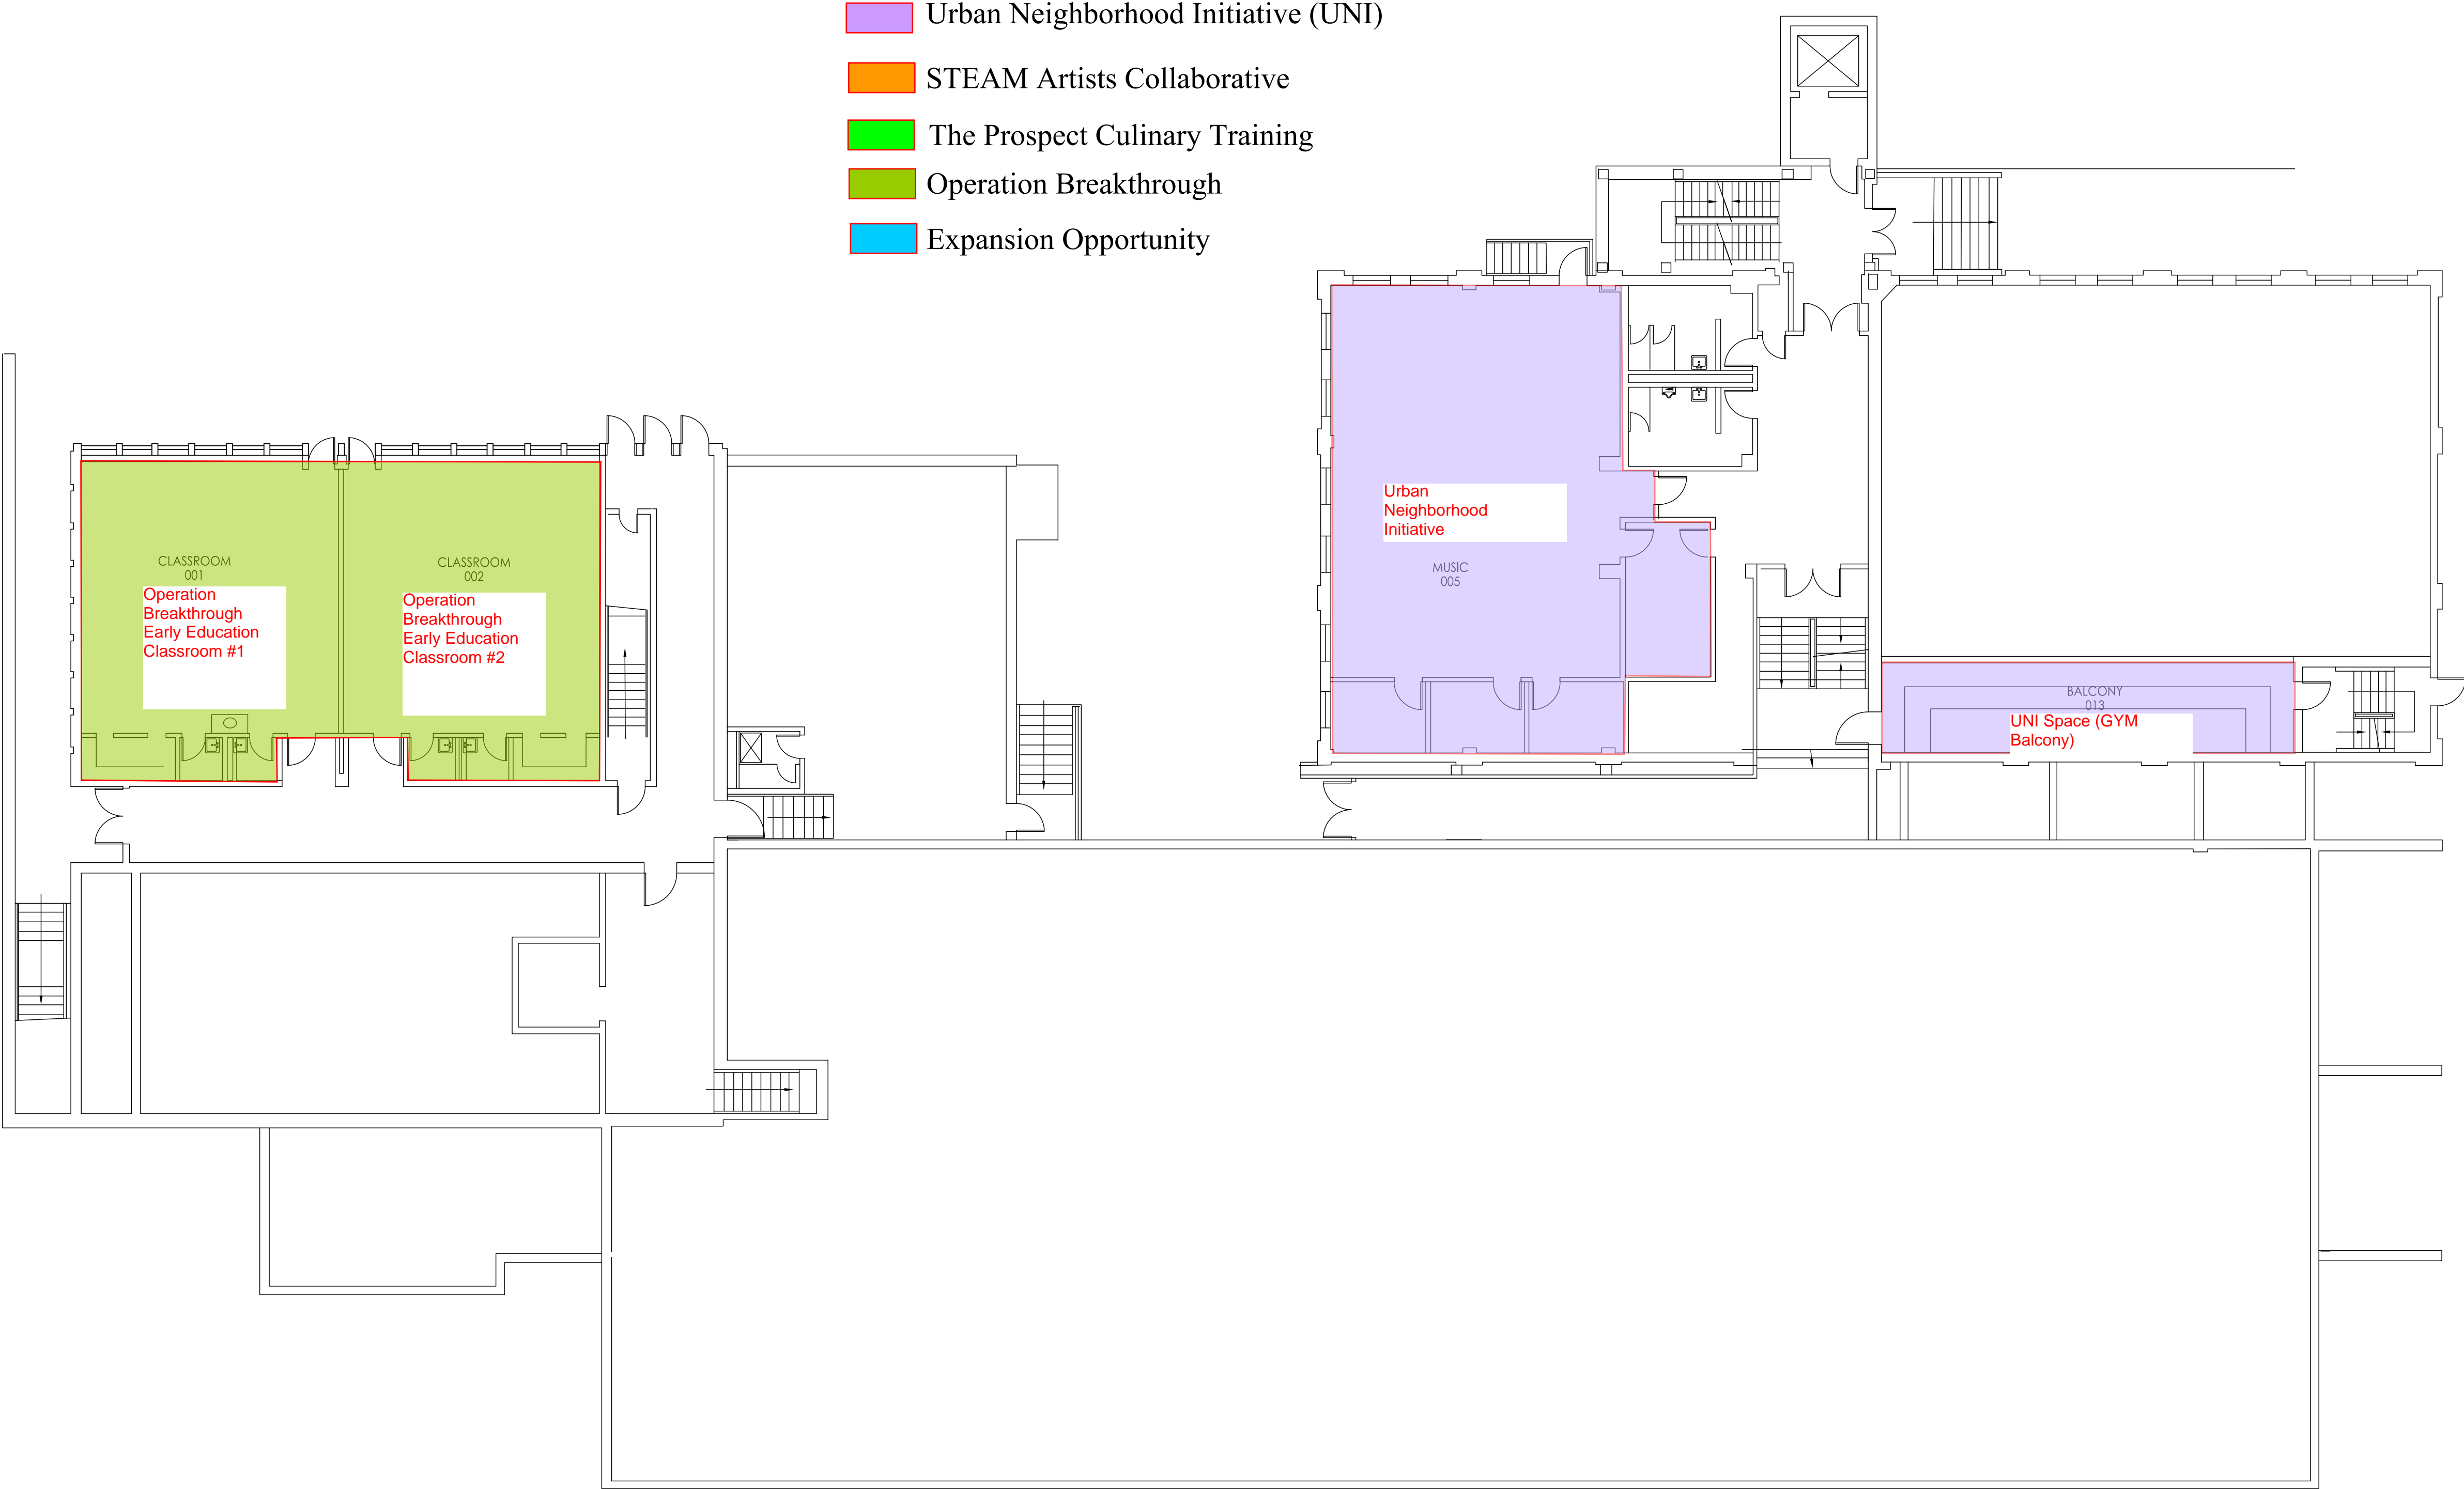 Urban Neighborhood Initiative (UNI)
STEAM Artists Collaborative
The Prospect Culinary Training
Operation Breakthrough
Expansion Opportunity
CLASSROOM
001
Operation
Breakthrough
Early Education
Classroom #1
CLASSROOM
002
Operation
Breakthrough
Early Education
Classroom #2
Urban
Neighborhood
Initiative
MUSIC
005
BALCONY
013
UNI Space (GYM
Balcony)